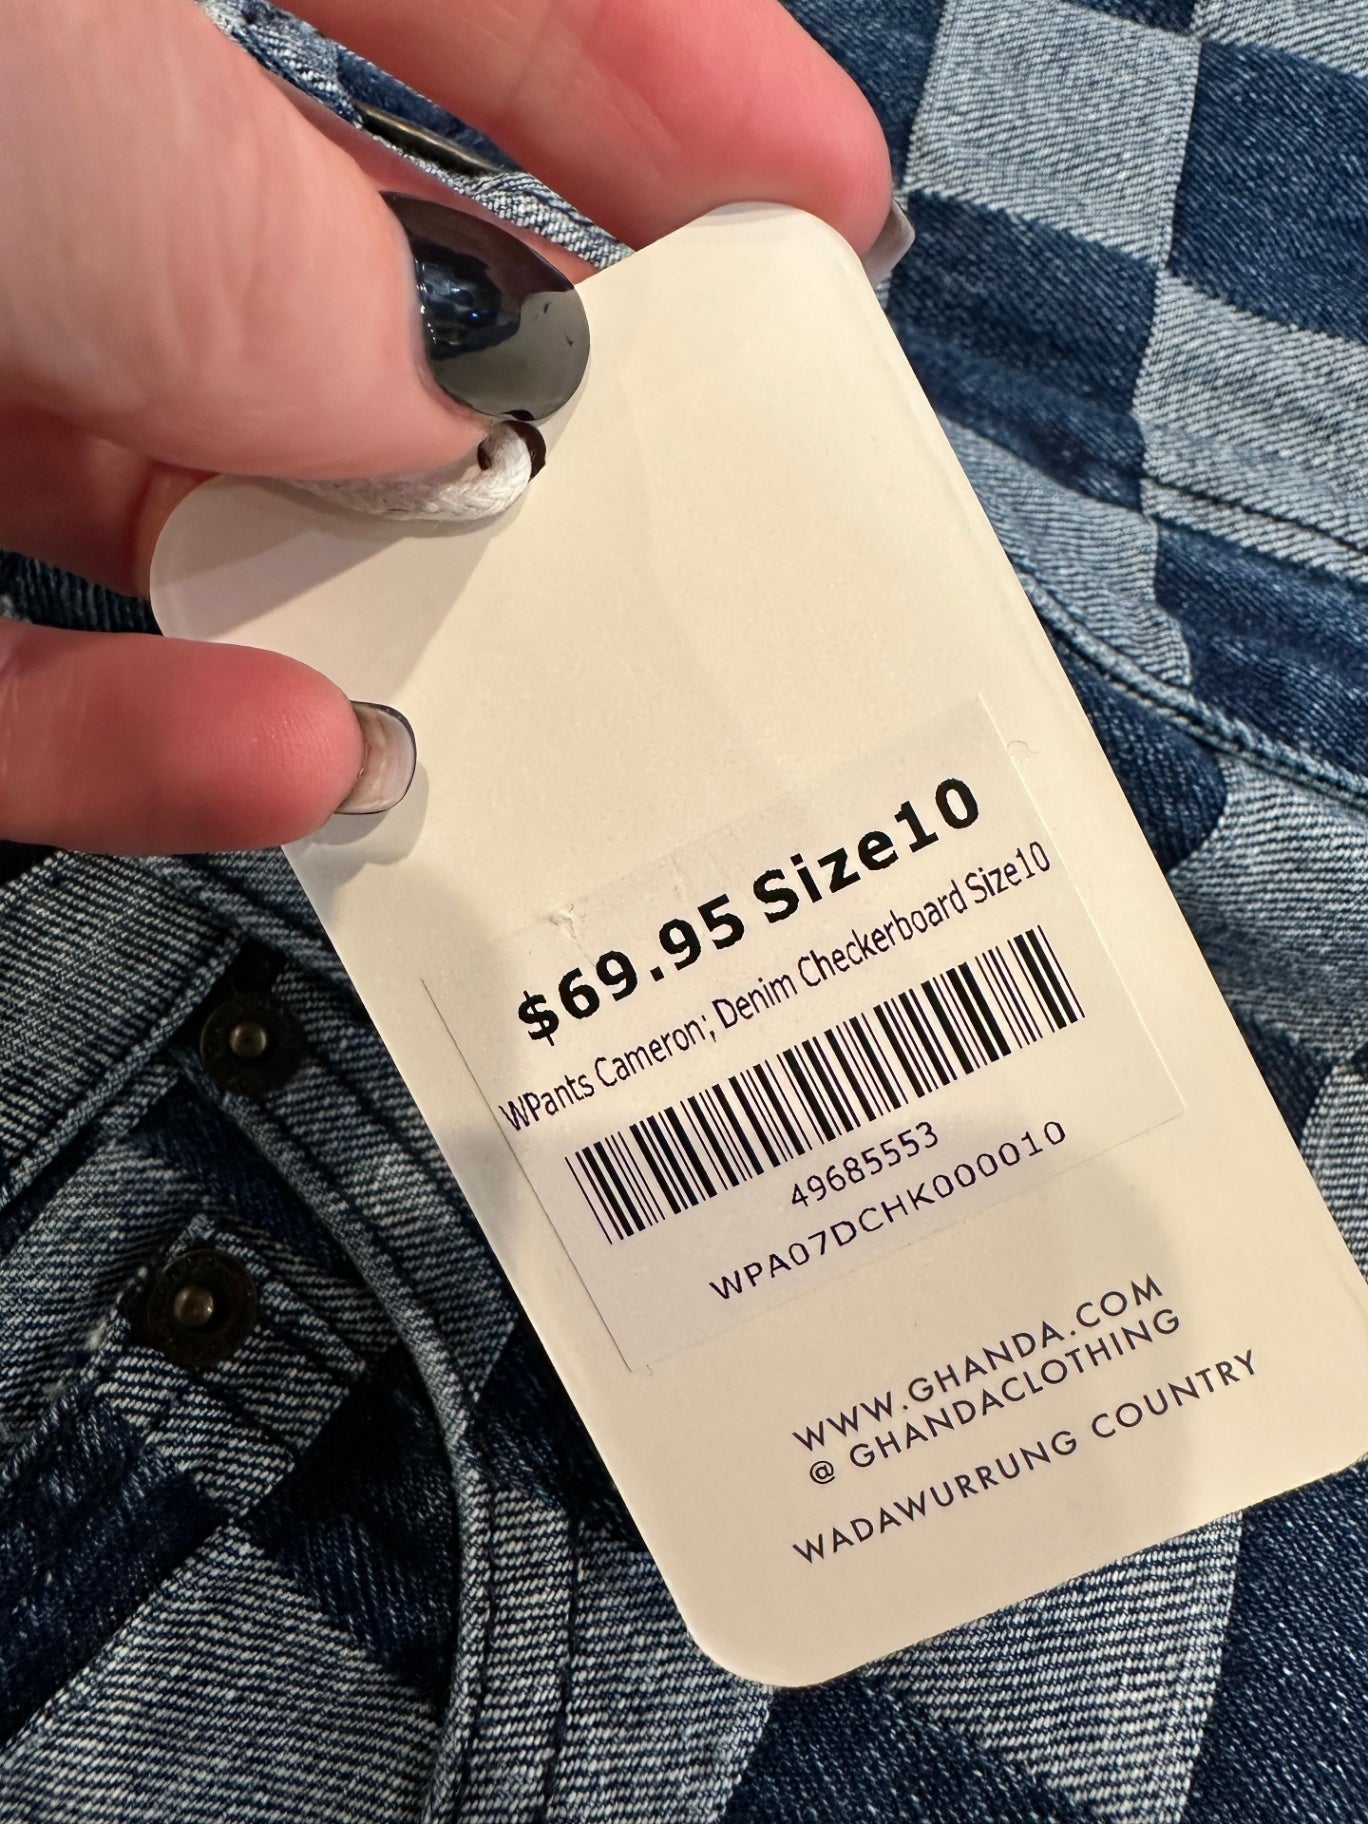 $69.95 Size10
WPants Cameron; Denim Checkerboard Size10
49685553
WPA07DCHK000010
WWW.GHANDA.COM
@ GHANDACLOTHING
WADAWURRUNG COUNTRY